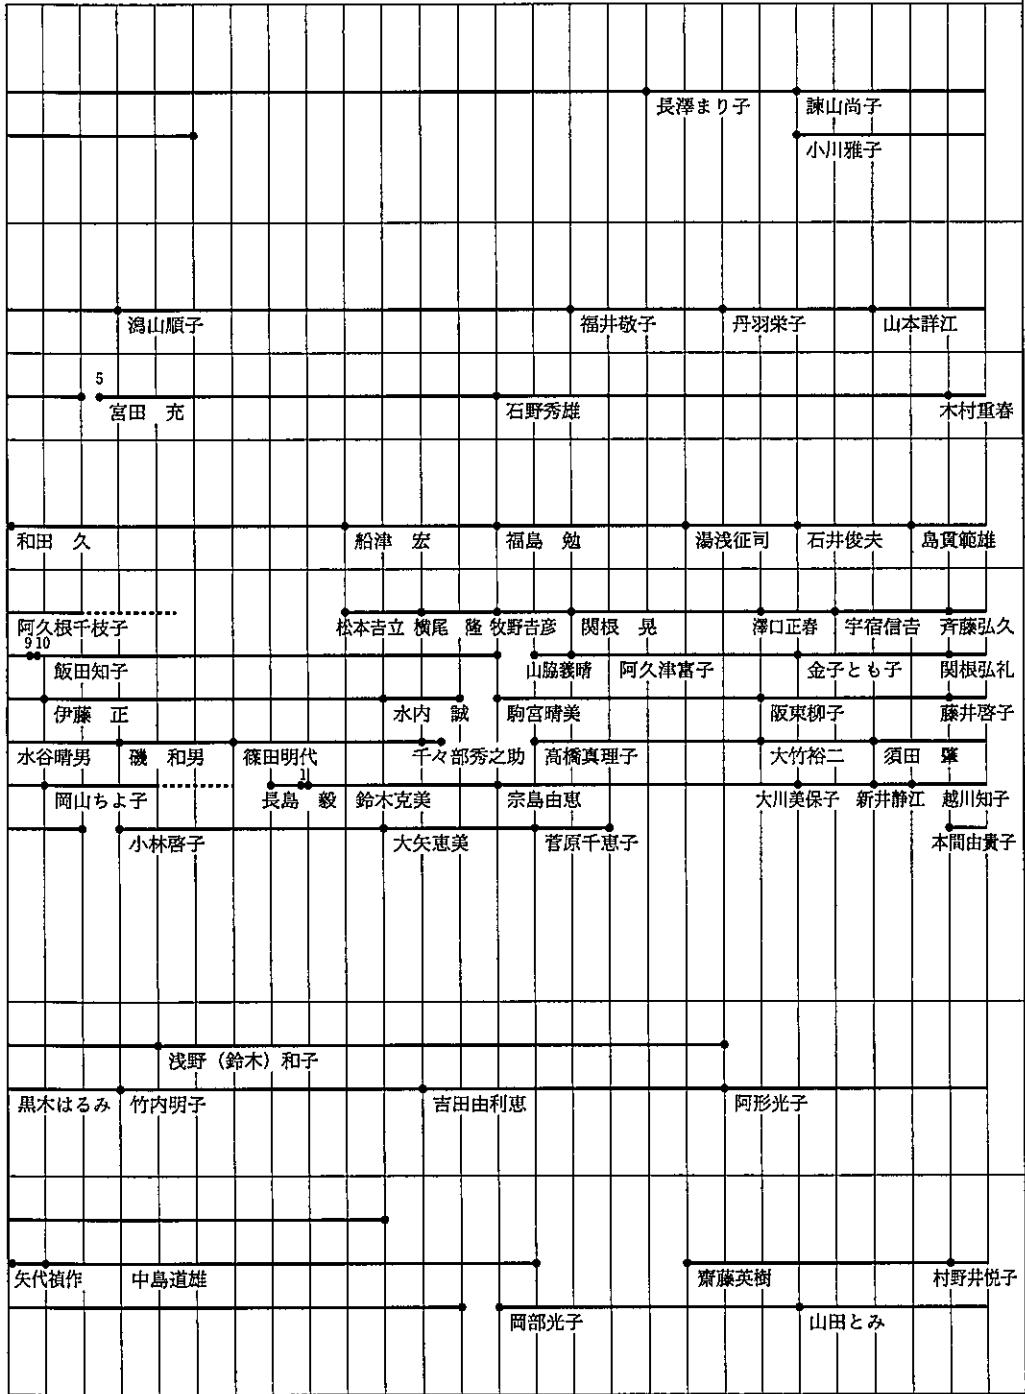 長澤まり子 諫山尚子
小川雅子
潟山順子 福井敬子 丹羽栄子 山本詳江
5
宮田 充 石野秀雄 木村重春
和田 久 船津 宏 福島 勉 湯浅征司 石井俊夫 島貫範雄
阿久根千枝子 松本吉立 横尾 隆 牧野吉彦 関根 晃 澤口正春 宇宿信吉 斉藤弘久
9 10
飯田知子 山脇義晴 阿久津富子 金子とも子 関根弘礼
伊藤 正 水内 誠 駒宮晴美 阪東柳子 藤井啓子
水谷晴男 磯 和男 篠田明代 千々部秀之助 高橋真理子 大竹裕二 須田 肇
1
岡山ちよ子 長島 毅 鈴木克美 宗島由恵 大川美保子 新井静江 越川知子
小林啓子 大矢恵美 菅原千恵子 本間由貴子
浅野（鈴木）和子
黒木はるみ 竹内明子 吉田由利恵 阿形光子
矢代禎作 中島道雄 齋藤英樹 村野井悦子
岡部光子 山田とみ